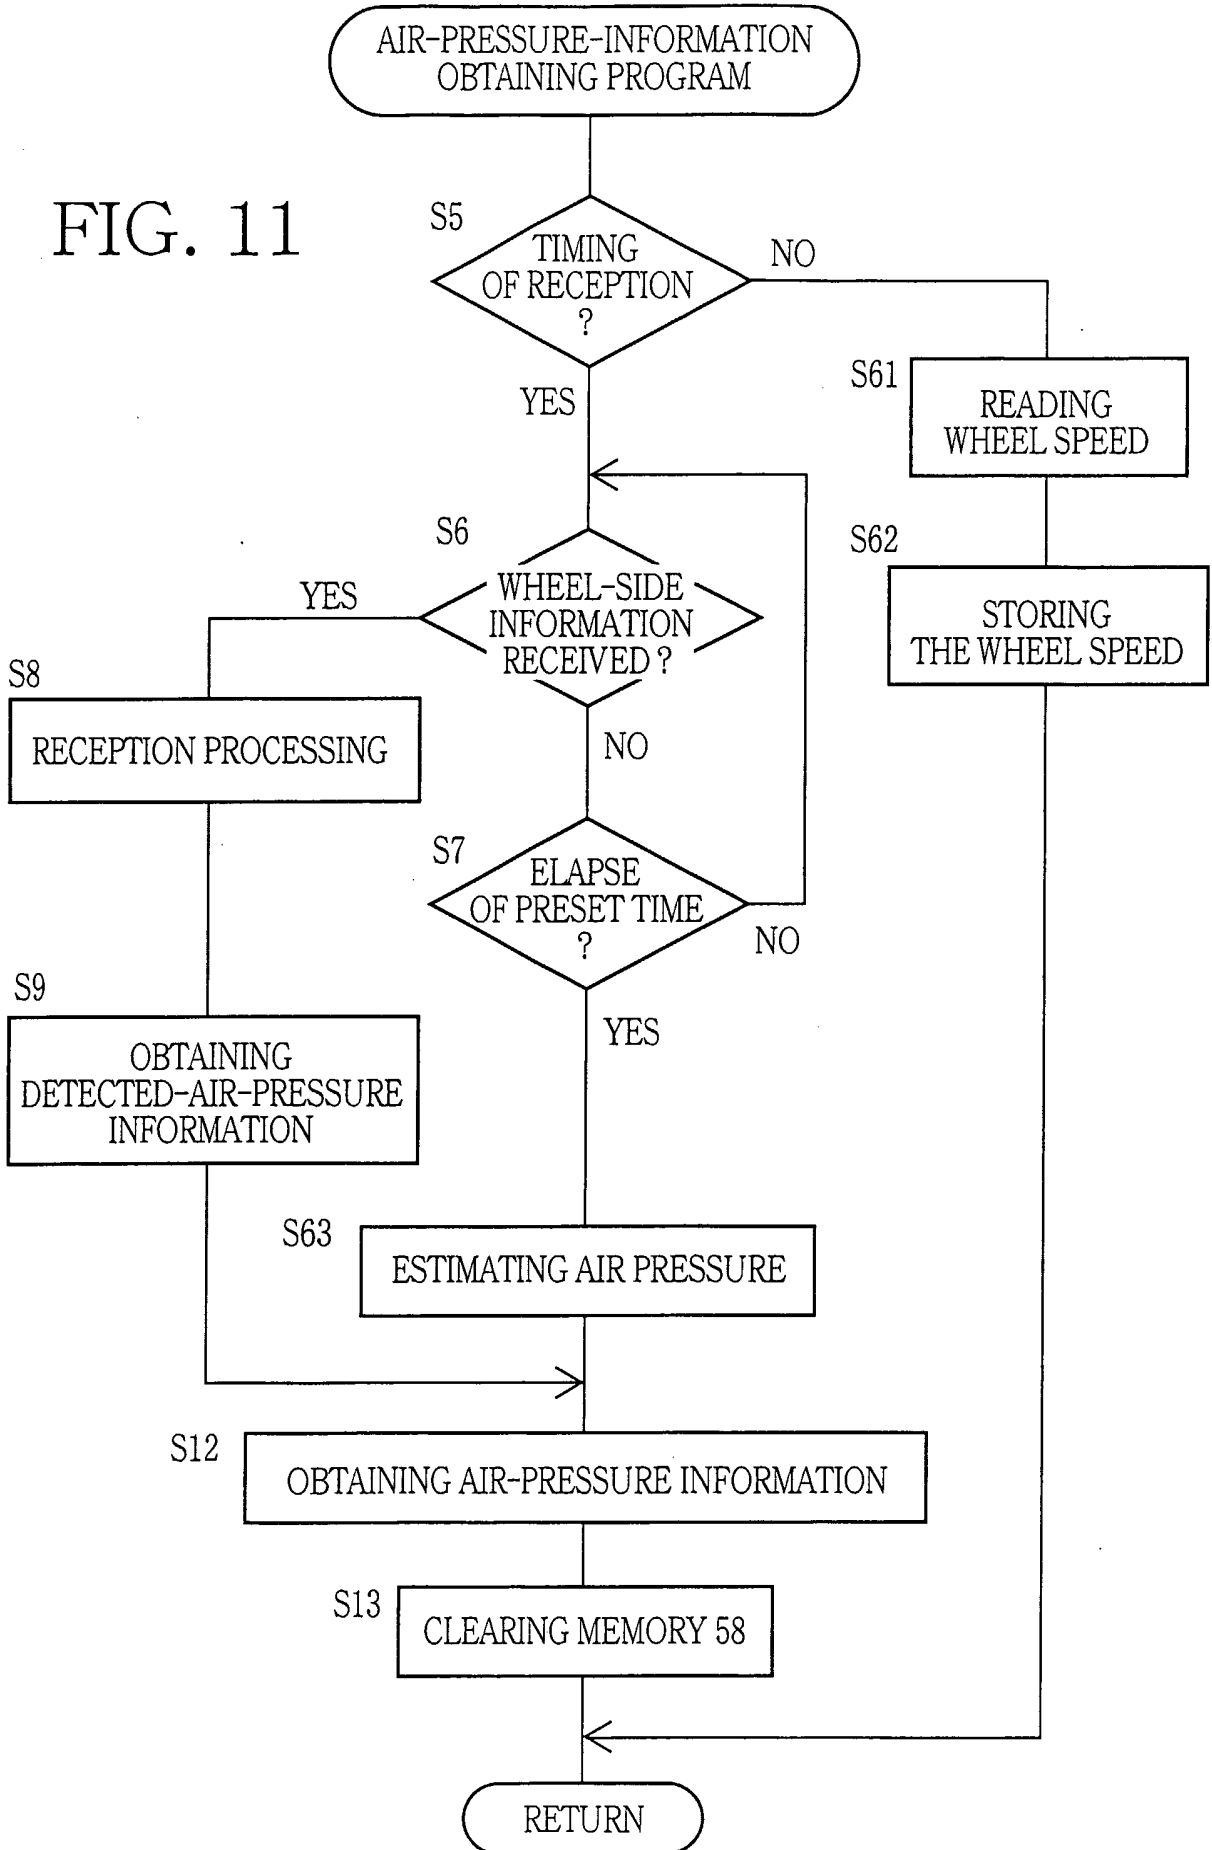 AIR-PRESSURE-INFORMATION
OBTAINING PROGRAM
FIG. 11
S5
TIMING
OF RECEPTION
?
NO
YES
S61
READING
WHEEL SPEED
S6
WHEEL-SIDE
INFORMATION
RECEIVED ?
YES
NO
S62
STORING
THE WHEEL SPEED
S8
RECEPTION PROCESSING
S7
ELAPSE
OF PRESET TIME
?
NO
YES
S9
OBTAINING
DETECTED-AIR-PRESSURE
INFORMATION
S63
ESTIMATING AIR PRESSURE
S12
OBTAINING AIR-PRESSURE INFORMATION
S13
CLEARING MEMORY 58
RETURN